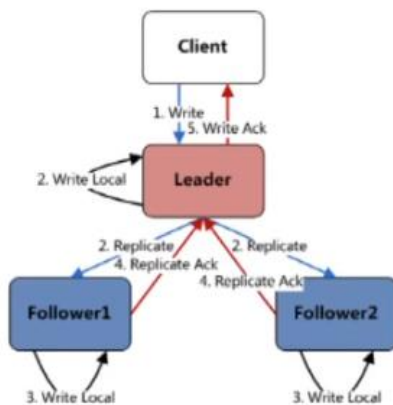 Client
1. Write
5. Write Ack
2. Write Local
Leader
2. Replicate
2. Replicate
4. Replicate Ack
4. Replicate Ack
Follower1
Follower2
3. Write Local
3. Write Local